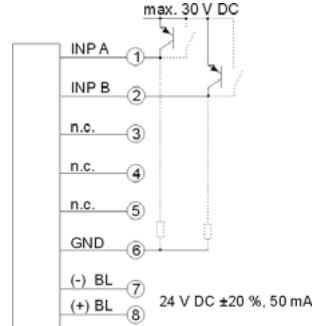 max. 30 V DC
INP A 1
INP B 2
n.c. 3
n.c. 4
n.c. 5
GND 6
(-) BL 7
(+) BL 8
24 V DC ±20 %, 50 mA